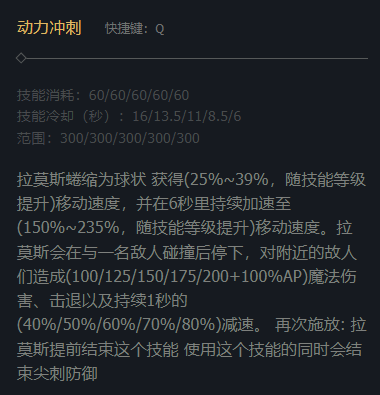 动力冲刺 快捷键：Q
技能消耗：60/60/60/60/60
技能冷却（秒）：16/13.5/11/8.5/6
范围：300/300/300/300/300
拉莫斯蜷缩为球状 获得(25%~39%，随技能等级
提升)移动速度，并在6秒里持续加速至
(150%~235%，随技能等级提升)移动速度。拉
莫斯会在与一名敌人碰撞后停下，对附近的敌人
们造成(100/125/150/175/200+100%AP)魔法伤
害、击退以及持续1秒的
(40%/50%/60%/70%/80%)减速。 再次施放: 拉
莫斯提前结束这个技能 使用这个技能的同时会结
束尖刺防御